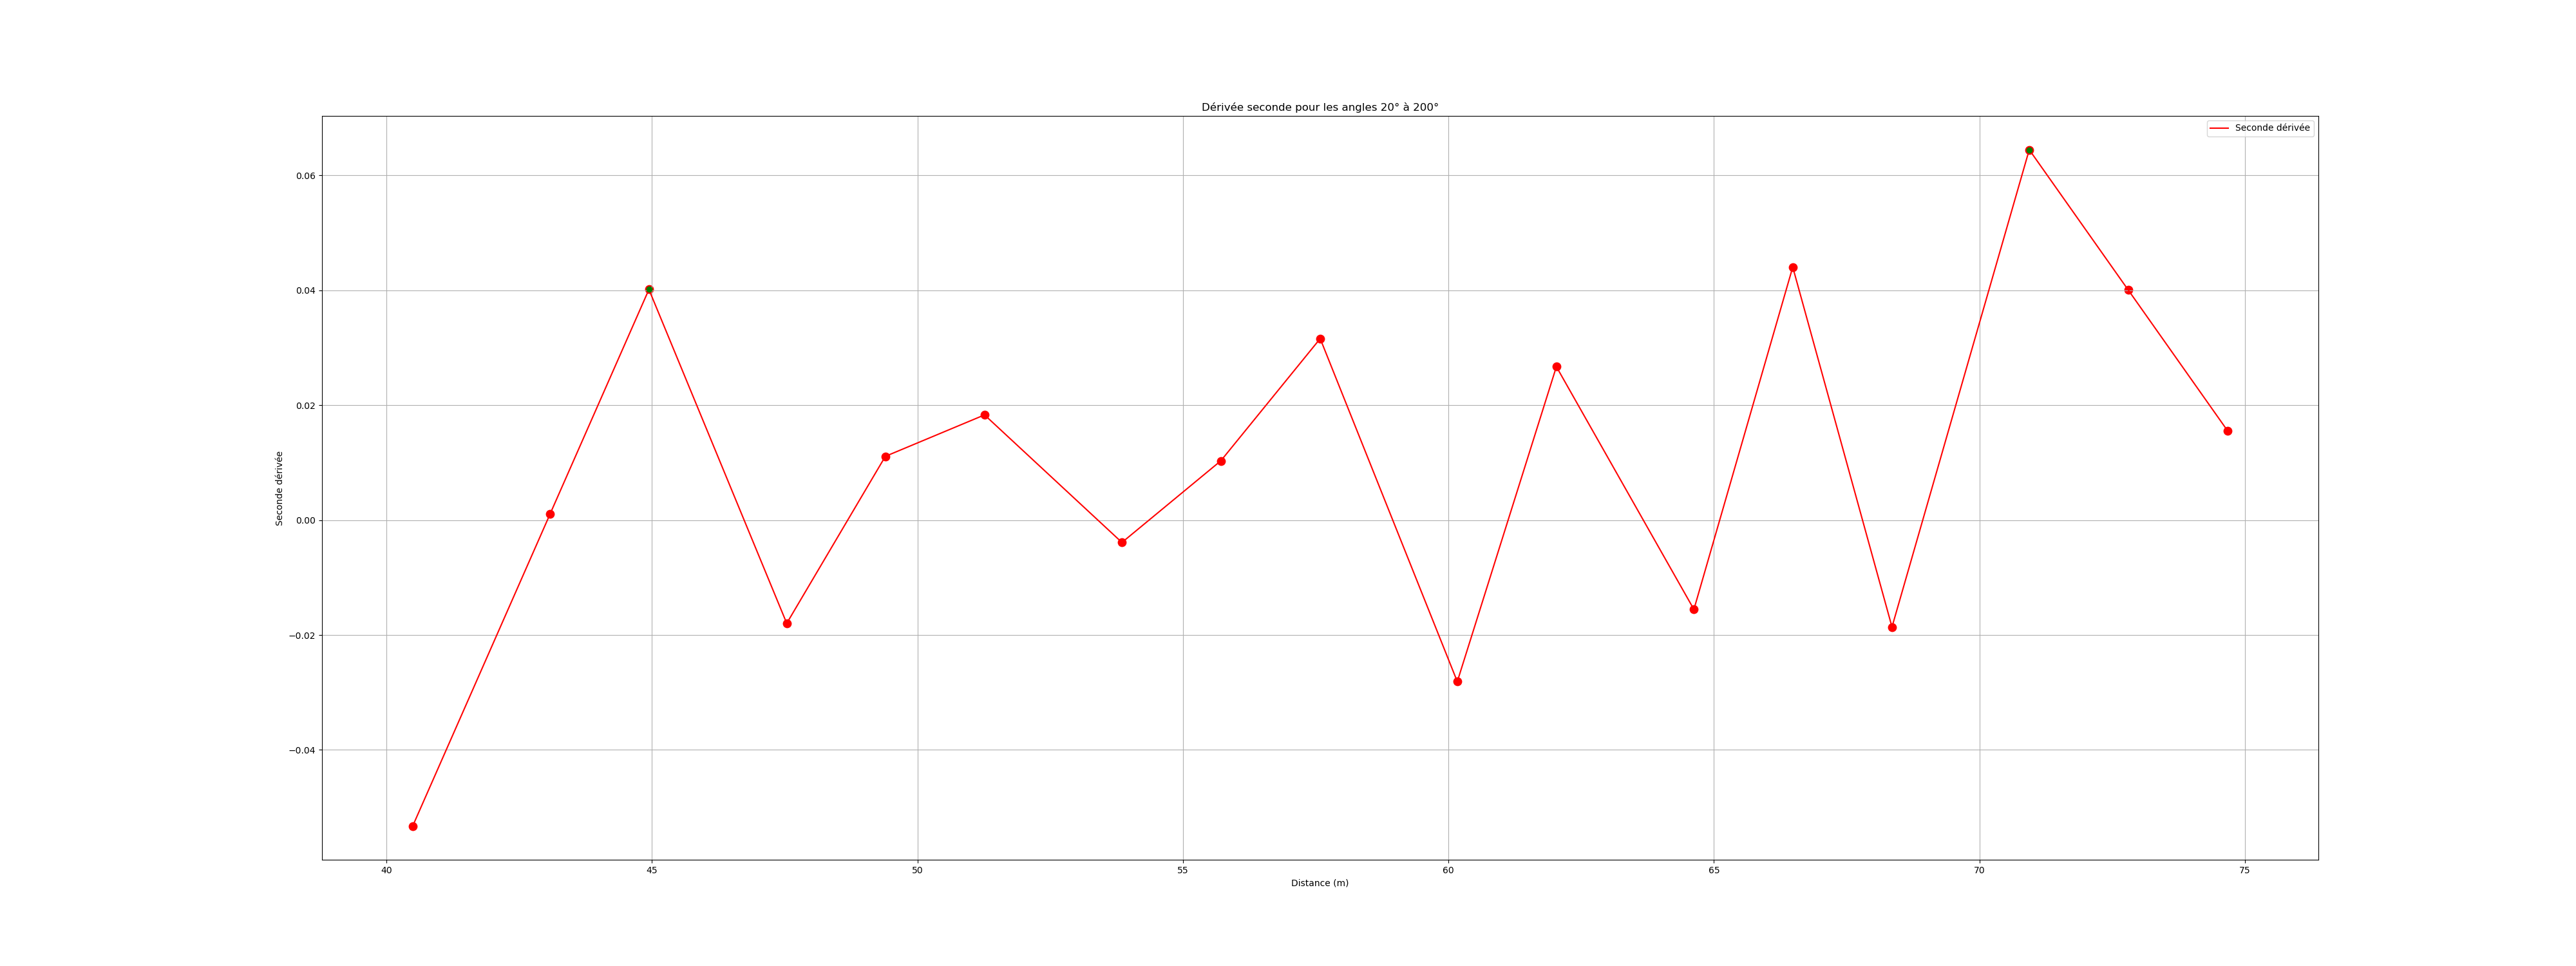 Dérivée seconde pour les angles 20° à 200°
Seconde dérivée
0.06
0.04
0.02
0.00
−0.02
−0.04
Seconde dérivée
40 45 50 55 60 65 70 75
Distance (m)